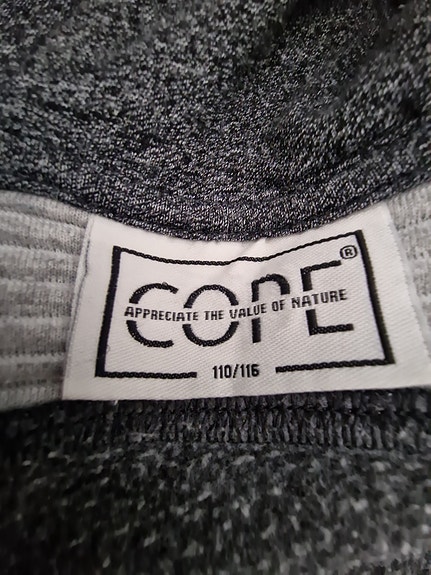 COPE®
APPRECIATE THE VALUE OF NATURE
110/116